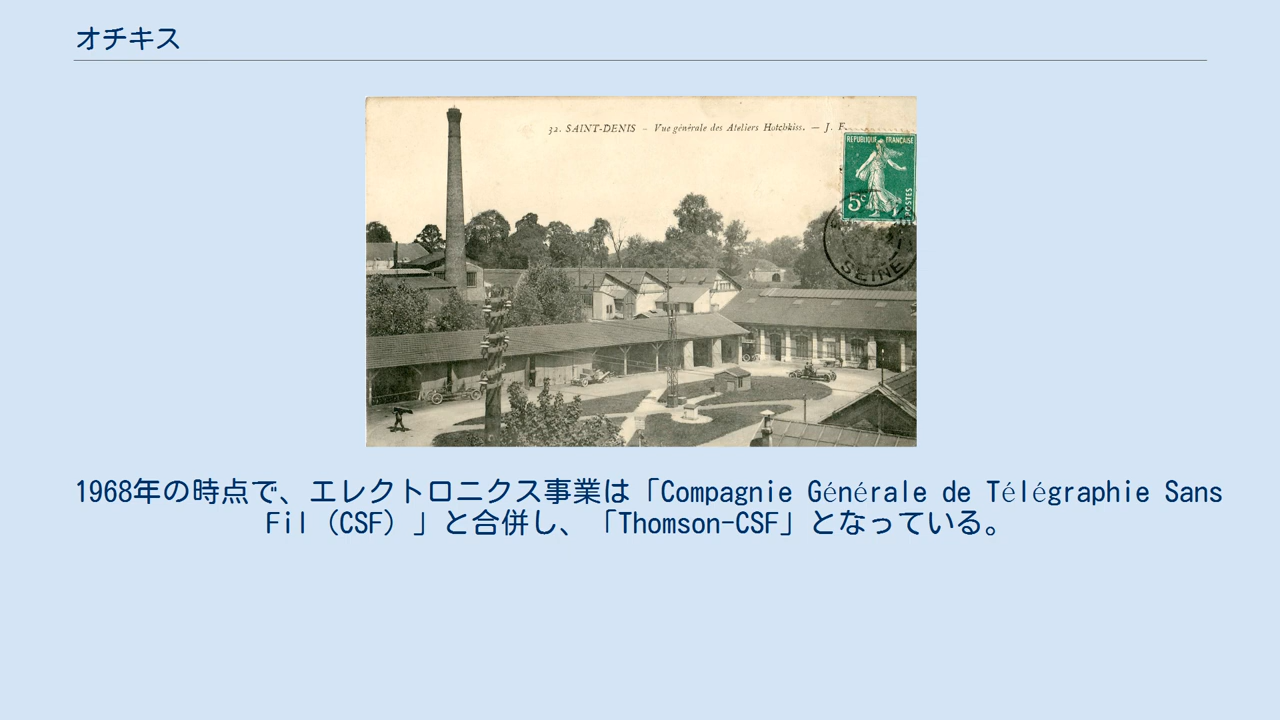 オチキス
32. SAINT-DENIS – Vue générale des Ateliers Hotchkiss. — J. F.
REPUBLIQUE FRANÇAISE
5c
POSTES
SEINE
1968年の時点で、エレクトロニクス事業は「Compagnie Générale de Télégraphie Sans
Fil（CSF）」と合併し、「Thomson-CSF」となっている。